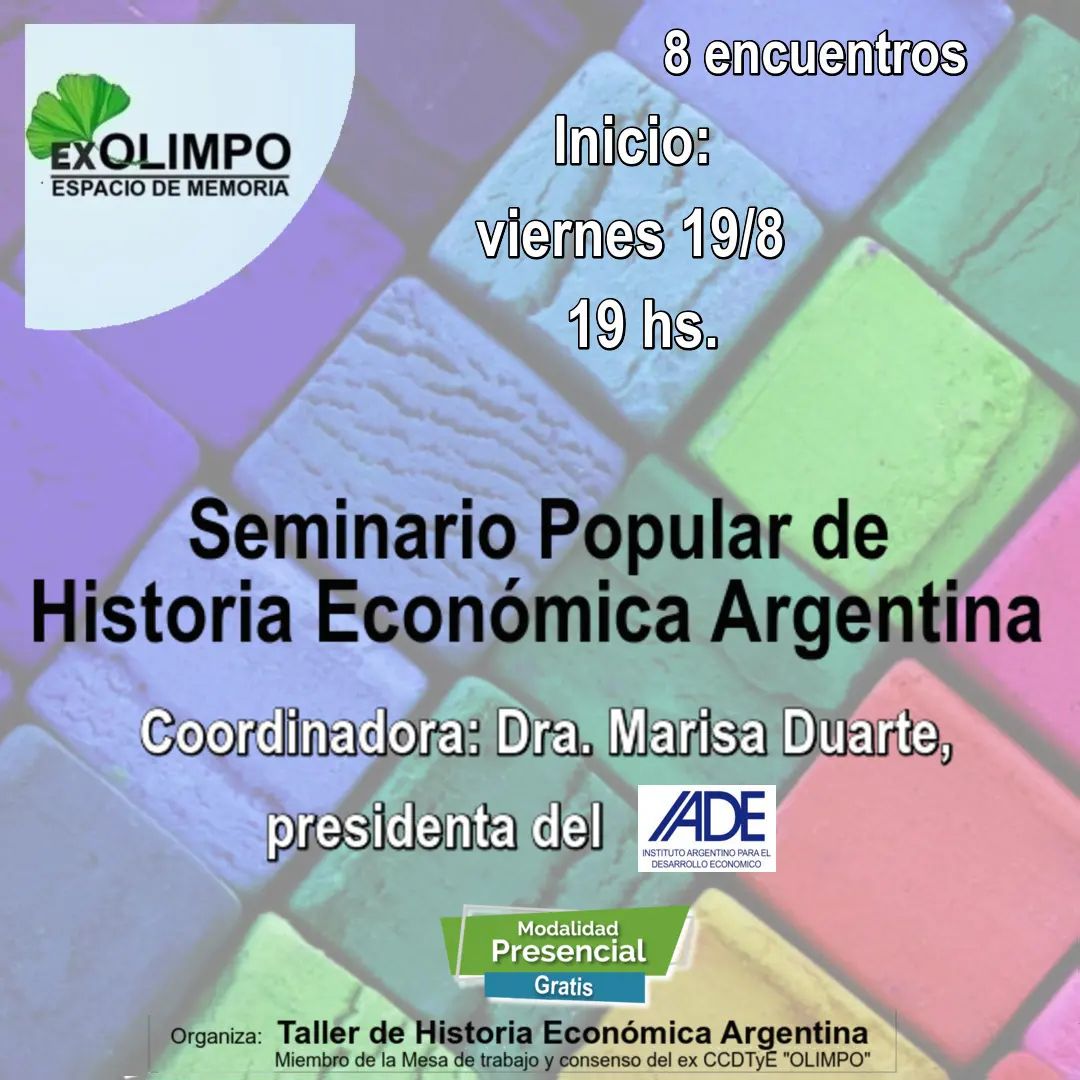 EXOLIMPO
ESPACIO DE MEMORIA
8 encuentros
Inicio:
viernes 19/8
19 hs.
Seminario Popular de
Historia Económica Argentina
Coordinadora: Dra. Marisa Duarte,
presidenta del
IADE
INSTITUTO ARGENTINO PARA EL
DESARROLLO ECONOMICO
Modalidad
Presencial
Gratis
Organiza: Taller de Historia Económica Argentina
Miembro de la Mesa de trabajo y consenso del ex CCDTyE "OLIMPO"